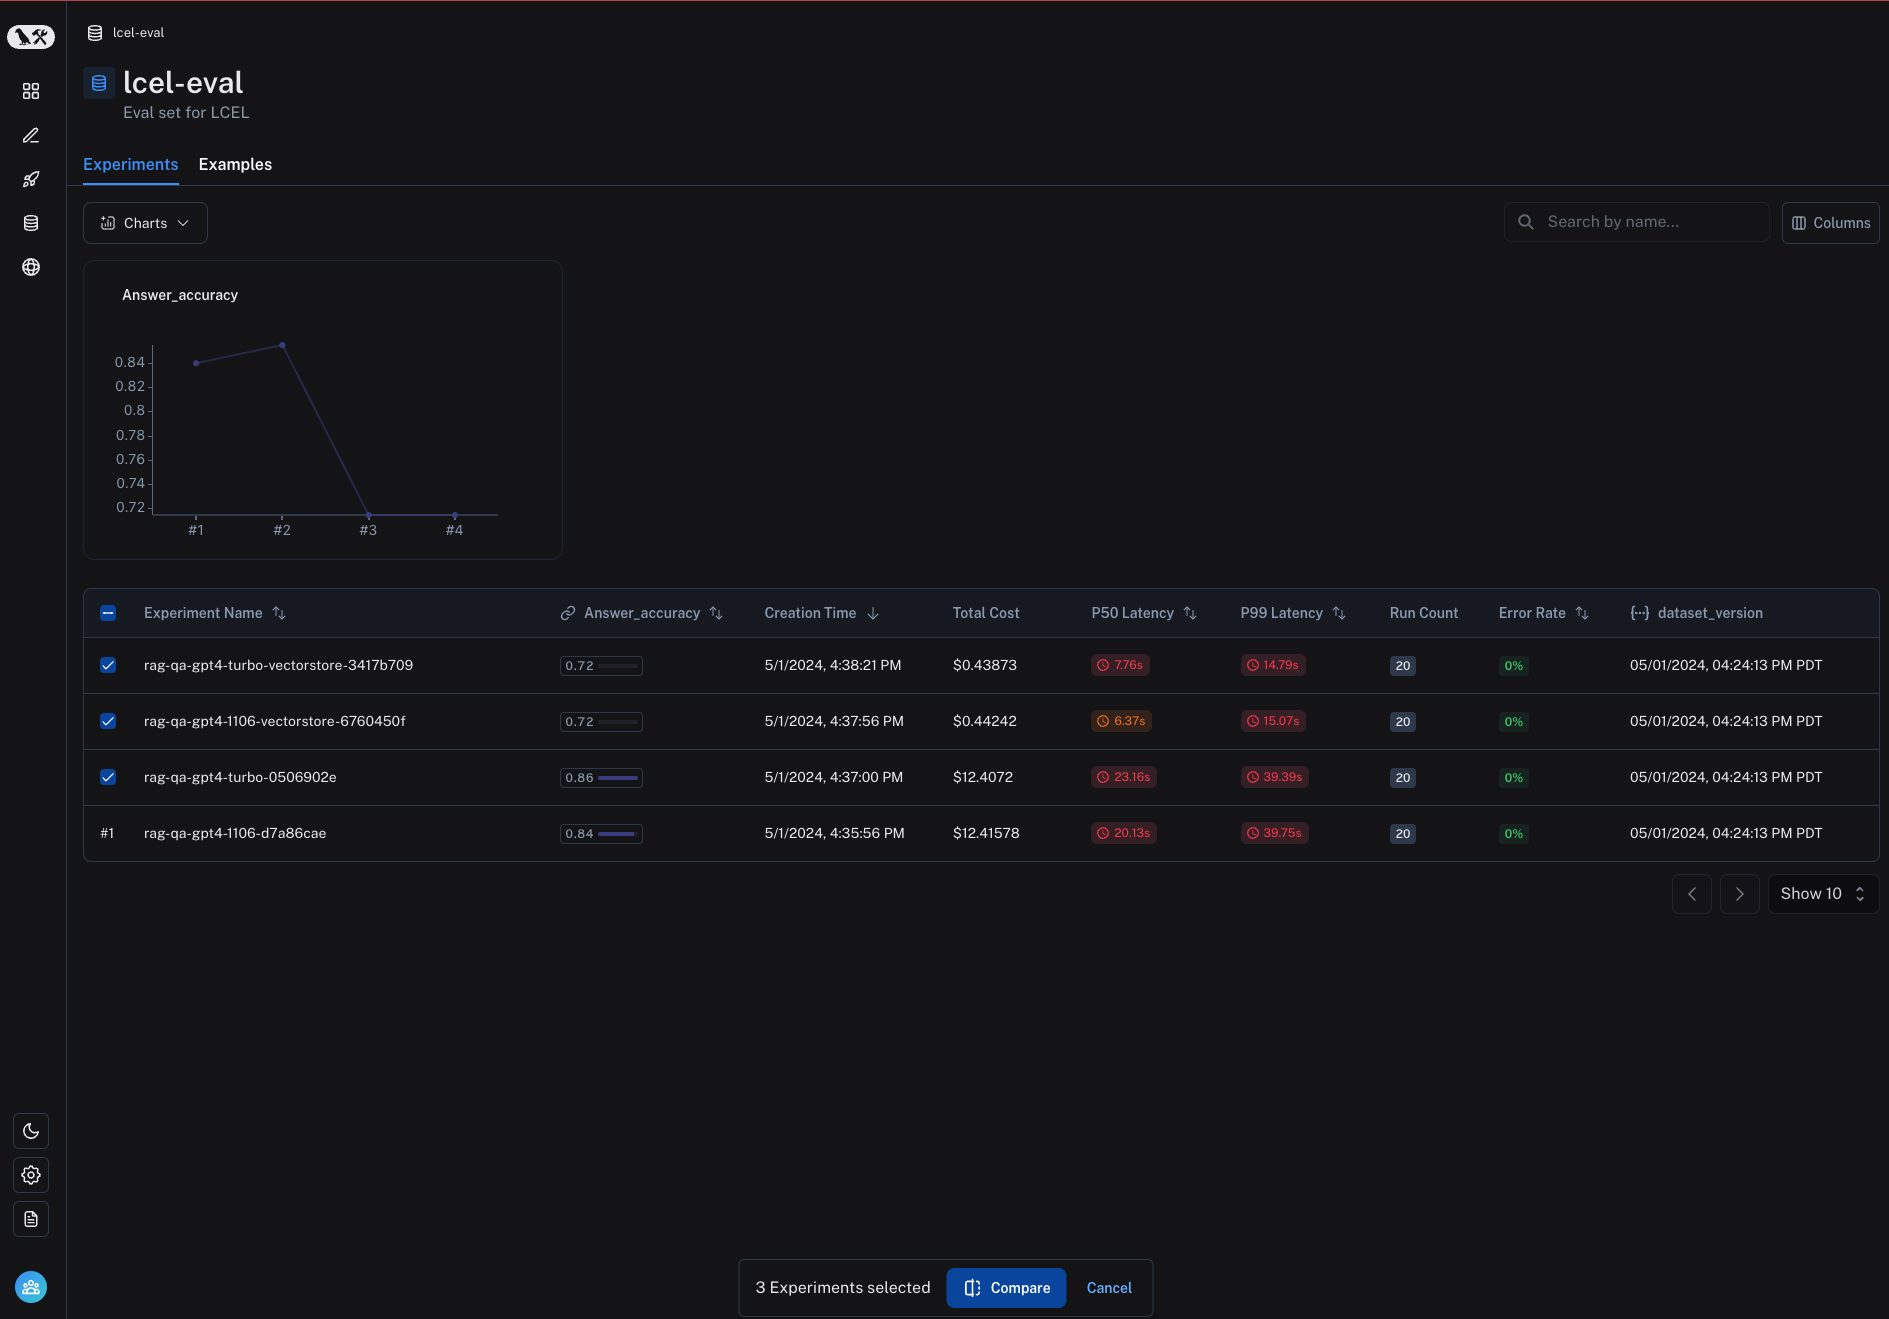 lcel-eval
lcel-eval
Eval set for LCEL
Experiments Examples
Charts Search by name... Columns
Answer_accuracy
0.84
0.82
0.8
0.78
0.76
0.74
0.72
#1 #2 #3 #4
Experiment Name Answer_accuracy Creation Time Total Cost P50 Latency P99 Latency Run Count Error Rate dataset_version
rag-qa-gpt4-turbo-vectorstore-3417b709 0.72 5/1/2024, 4:38:21 PM $0.43873 7.76s 14.79s 20 0% 05/01/2024, 04:24:13 PM PDT
rag-qa-gpt4-1106-vectorstore-6760450f 0.72 5/1/2024, 4:37:56 PM $0.44242 6.37s 15.07s 20 0% 05/01/2024, 04:24:13 PM PDT
rag-qa-gpt4-turbo-0506902e 0.86 5/1/2024, 4:37:00 PM $12.4072 23.16s 39.39s 20 0% 05/01/2024, 04:24:13 PM PDT
#1 rag-qa-gpt4-1106-d7a86cae 0.84 5/1/2024, 4:35:56 PM $12.41578 20.13s 39.75s 20 0% 05/01/2024, 04:24:13 PM PDT
Show 10
3 Experiments selected Compare Cancel